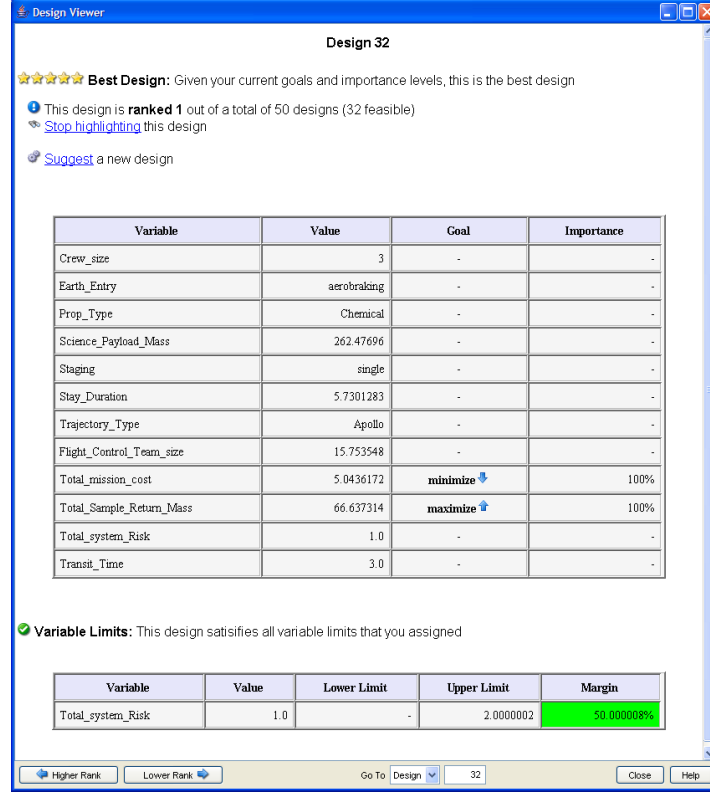 Design Viewer
Design 32
Best Design: Given your current goals and importance levels, this is the best design
This design is ranked 1 out of a total of 50 designs (32 feasible)
Stop highlighting this design
Suggest a new design
Variable Value Goal Importance
Crew_size 3 - -
Earth_Entry aerobraking - -
Prop_Type Chemical - -
Science_Payload_Mass 262.47696 - -
Staging single - -
Stay_Duration 5.7301283 - -
Trajectory_Type Apollo - -
Flight_Control_Team_size 15.753548 - -
Total_mission_cost 5.0436172 minimize 100%
Total_Sample_Return_Mass 66.637314 maximize 100%
Total_system_Risk 1.0 - -
Transit_Time 3.0 - -
Variable Limits: This design satisifies all variable limits that you assigned
Variable Value Lower Limit Upper Limit Margin
Total_system_Risk 1.0 - 2.0000002 50.000008%
Higher Rank Lower Rank Go To Design 32 Close Help